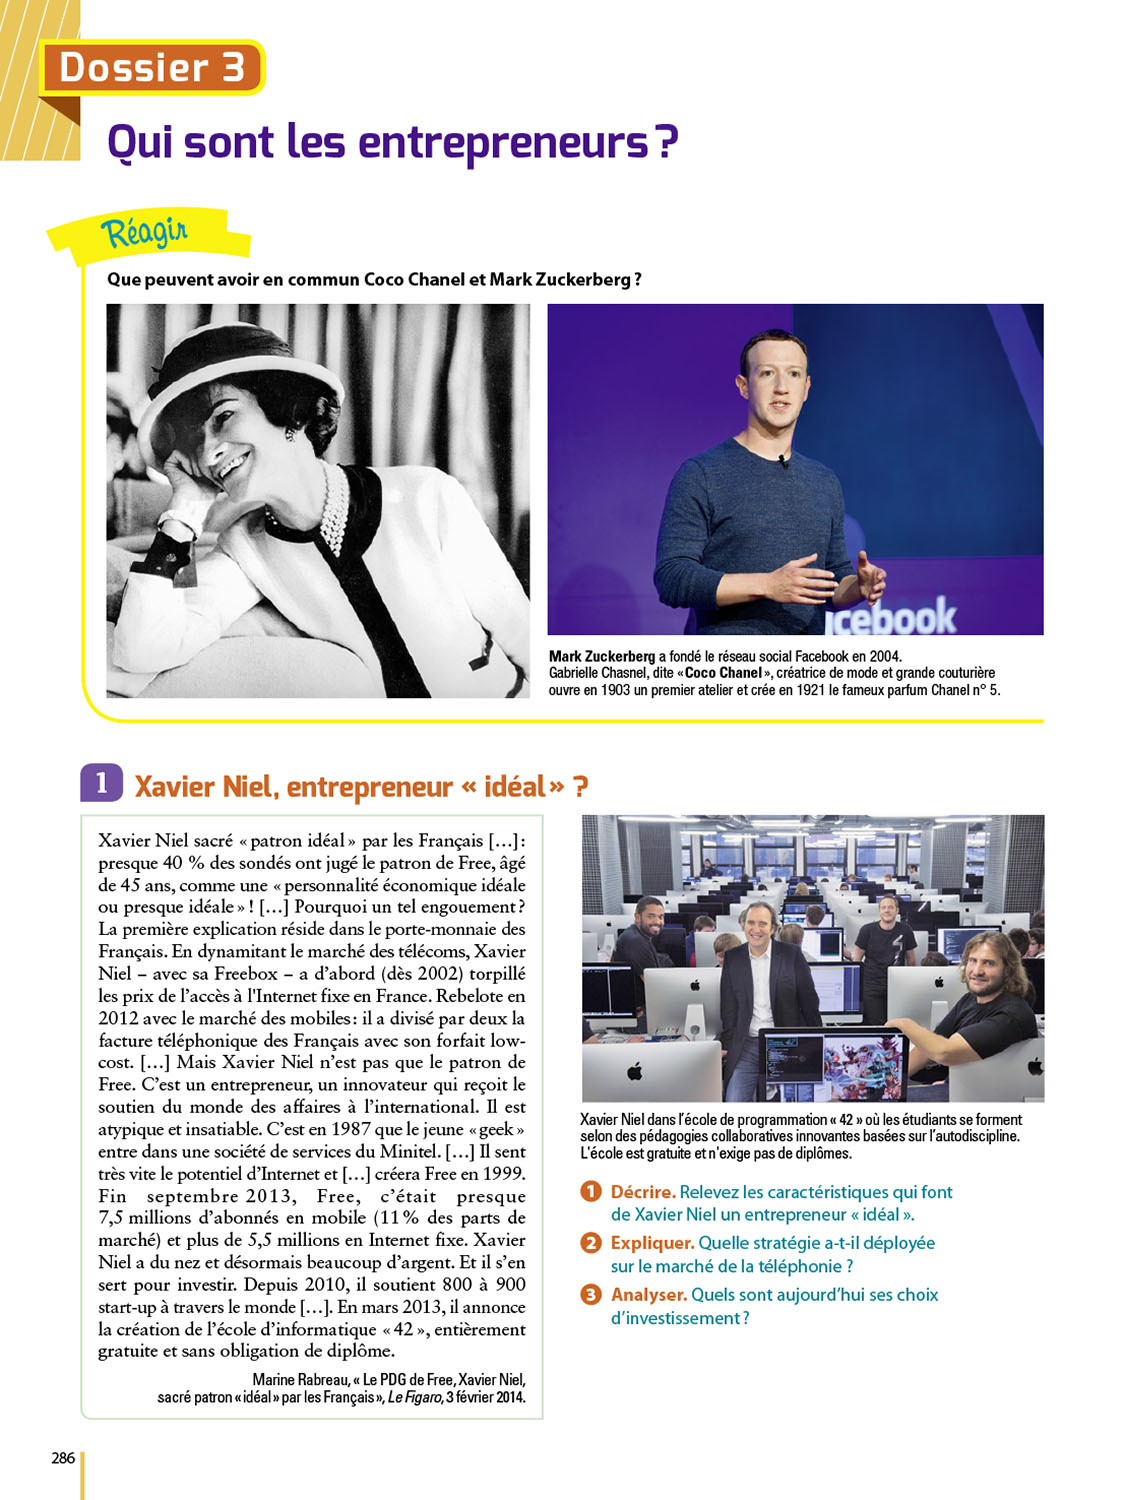 Dossier 3
Qui sont les entrepreneurs ?
Réagir
Que peuvent avoir en commun Coco Chanel et Mark Zuckerberg ?
cebook
Mark Zuckerberg a fondé le réseau social Facebook en 2004.
Gabrielle Chasnel, dite « Coco Chanel », créatrice de mode et grande couturière
ouvre en 1903 un premier atelier et crée en 1921 le fameux parfum Chanel n° 5.
1 Xavier Niel, entrepreneur « idéal » ?
Xavier Niel sacré « patron idéal » par les Français […] :
presque 40 % des sondés ont jugé le patron de Free, âgé
de 45 ans, comme une « personnalité économique idéale
ou presque idéale » ! […] Pourquoi un tel engouement ?
La première explication réside dans le porte-monnaie des
Français. En dynamitant le marché des télécoms, Xavier
Niel – avec sa Freebox – a d’abord (dès 2002) torpillé
les prix de l’accès à l'Internet fixe en France. Rebelote en
2012 avec le marché des mobiles : il a divisé par deux la
facture téléphonique des Français avec son forfait low-
cost. […] Mais Xavier Niel n’est pas que le patron de
Free. C’est un entrepreneur, un innovateur qui reçoit le
soutien du monde des affaires à l’international. Il est
atypique et insatiable. C’est en 1987 que le jeune « geek »
entre dans une société de services du Minitel. […] Il sent
très vite le potentiel d’Internet et […] créera Free en 1999.
Fin septembre 2013, Free, c’était presque
7,5 millions d’abonnés en mobile (11 % des parts de
marché) et plus de 5,5 millions en Internet fixe. Xavier
Niel a du nez et désormais beaucoup d’argent. Et il s’en
sert pour investir. Depuis 2010, il soutient 800 à 900
start-up à travers le monde […]. En mars 2013, il annonce
la création de l’école d’informatique « 42 », entièrement
gratuite et sans obligation de diplôme.
Marine Rabreau, « Le PDG de Free, Xavier Niel,
sacré patron « idéal » par les Français », Le Figaro, 3 février 2014.
Xavier Niel dans l’école de programmation « 42 » où les étudiants se forment
selon des pédagogies collaboratives innovantes basées sur l’autodiscipline.
L'école est gratuite et n'exige pas de diplômes.
1 Décrire. Relevez les caractéristiques qui font
de Xavier Niel un entrepreneur « idéal ».
2 Expliquer. Quelle stratégie a-t-il déployée
sur le marché de la téléphonie ?
3 Analyser. Quels sont aujourd’hui ses choix
d’investissement ?
286